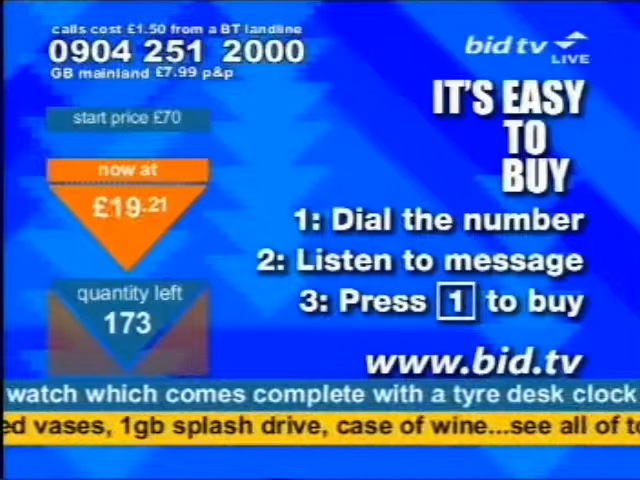 calls cost £1.50 from a BT landline
0904 251 2000
GB mainland £7.99 p&p
bid tv
LIVE
start price £70
now at
£19.21
quantity left
173
IT'S EASY
TO
BUY
1: Dial the number
2: Listen to message
3: Press 1 to buy
www.bid.tv
watch which comes complete with a tyre desk clock
ed vases, 1gb splash drive, case of wine...see all of to